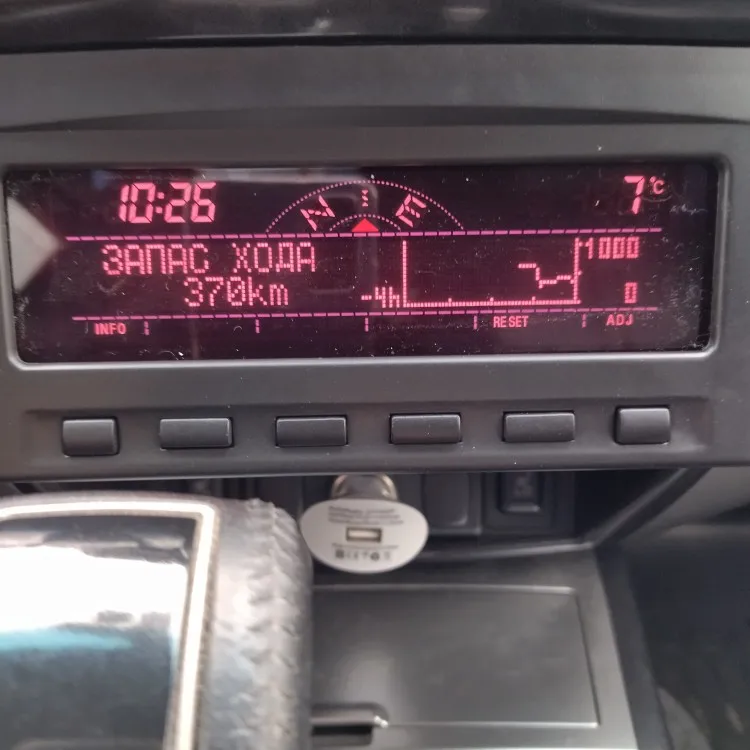 10:26
N E
7°C
ЗАПАС ХОДА
370km
1000
-4h
0
INFO
RESET
ADJ